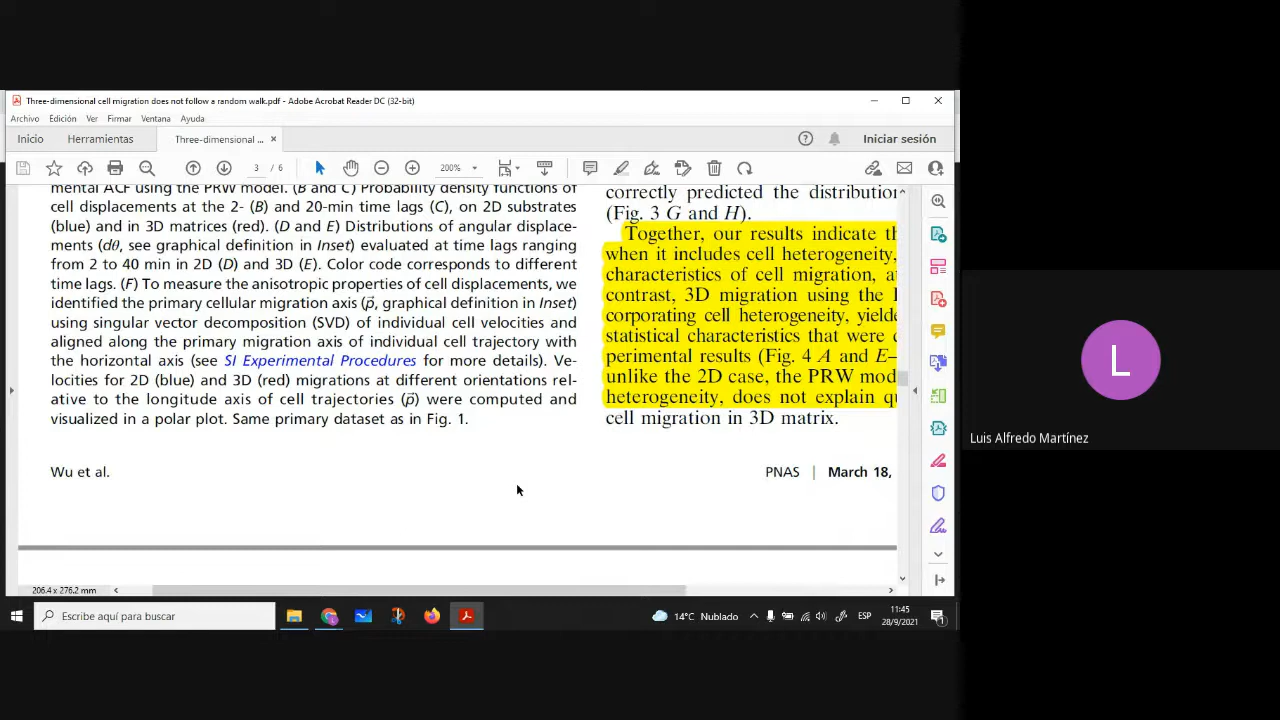 Three-dimensional cell migration does not follow a random walk.pdf - Adobe Acrobat Reader DC (32-bit)
Archivo Edición Ver Firmar Ventana Ayuda
Inicio Herramientas Three-dimensional ... × Iniciar sesión
3 / 6 200%
mental ACF using the PRW model. (B and C) Probability density functions of
cell displacements at the 2- (B) and 20-min time lags (C), on 2D substrates
(blue) and in 3D matrices (red). (D and E) Distributions of angular displace-
ments (dθ, see graphical definition in Inset) evaluated at time lags ranging
from 2 to 40 min in 2D (D) and 3D (E). Color code corresponds to different
time lags. (F) To measure the anisotropic properties of cell displacements, we
identified the primary cellular migration axis (p⃗, graphical definition in Inset)
using singular vector decomposition (SVD) of individual cell velocities and
aligned along the primary migration axis of individual cell trajectory with
the horizontal axis (see SI Experimental Procedures for more details). Ve-
locities for 2D (blue) and 3D (red) migrations at different orientations rel-
ative to the longitude axis of cell trajectories (p⃗) were computed and
visualized in a polar plot. Same primary dataset as in Fig. 1.
correctly predicted the distribution
(Fig. 3 G and H).
Together, our results indicate th
when it includes cell heterogeneity,
characteristics of cell migration, a
contrast, 3D migration using the
corporating cell heterogeneity, yielde
statistical characteristics that were c
perimental results (Fig. 4 A and E–
unlike the 2D case, the PRW mod
heterogeneity, does not explain q
cell migration in 3D matrix.
Wu et al.
PNAS | March 18,
206.4 x 276.2 mm
Escribe aquí para buscar
14°C Nublado
ESP
11:45
28/9/2021
1
L
Luis Alfredo Martínez